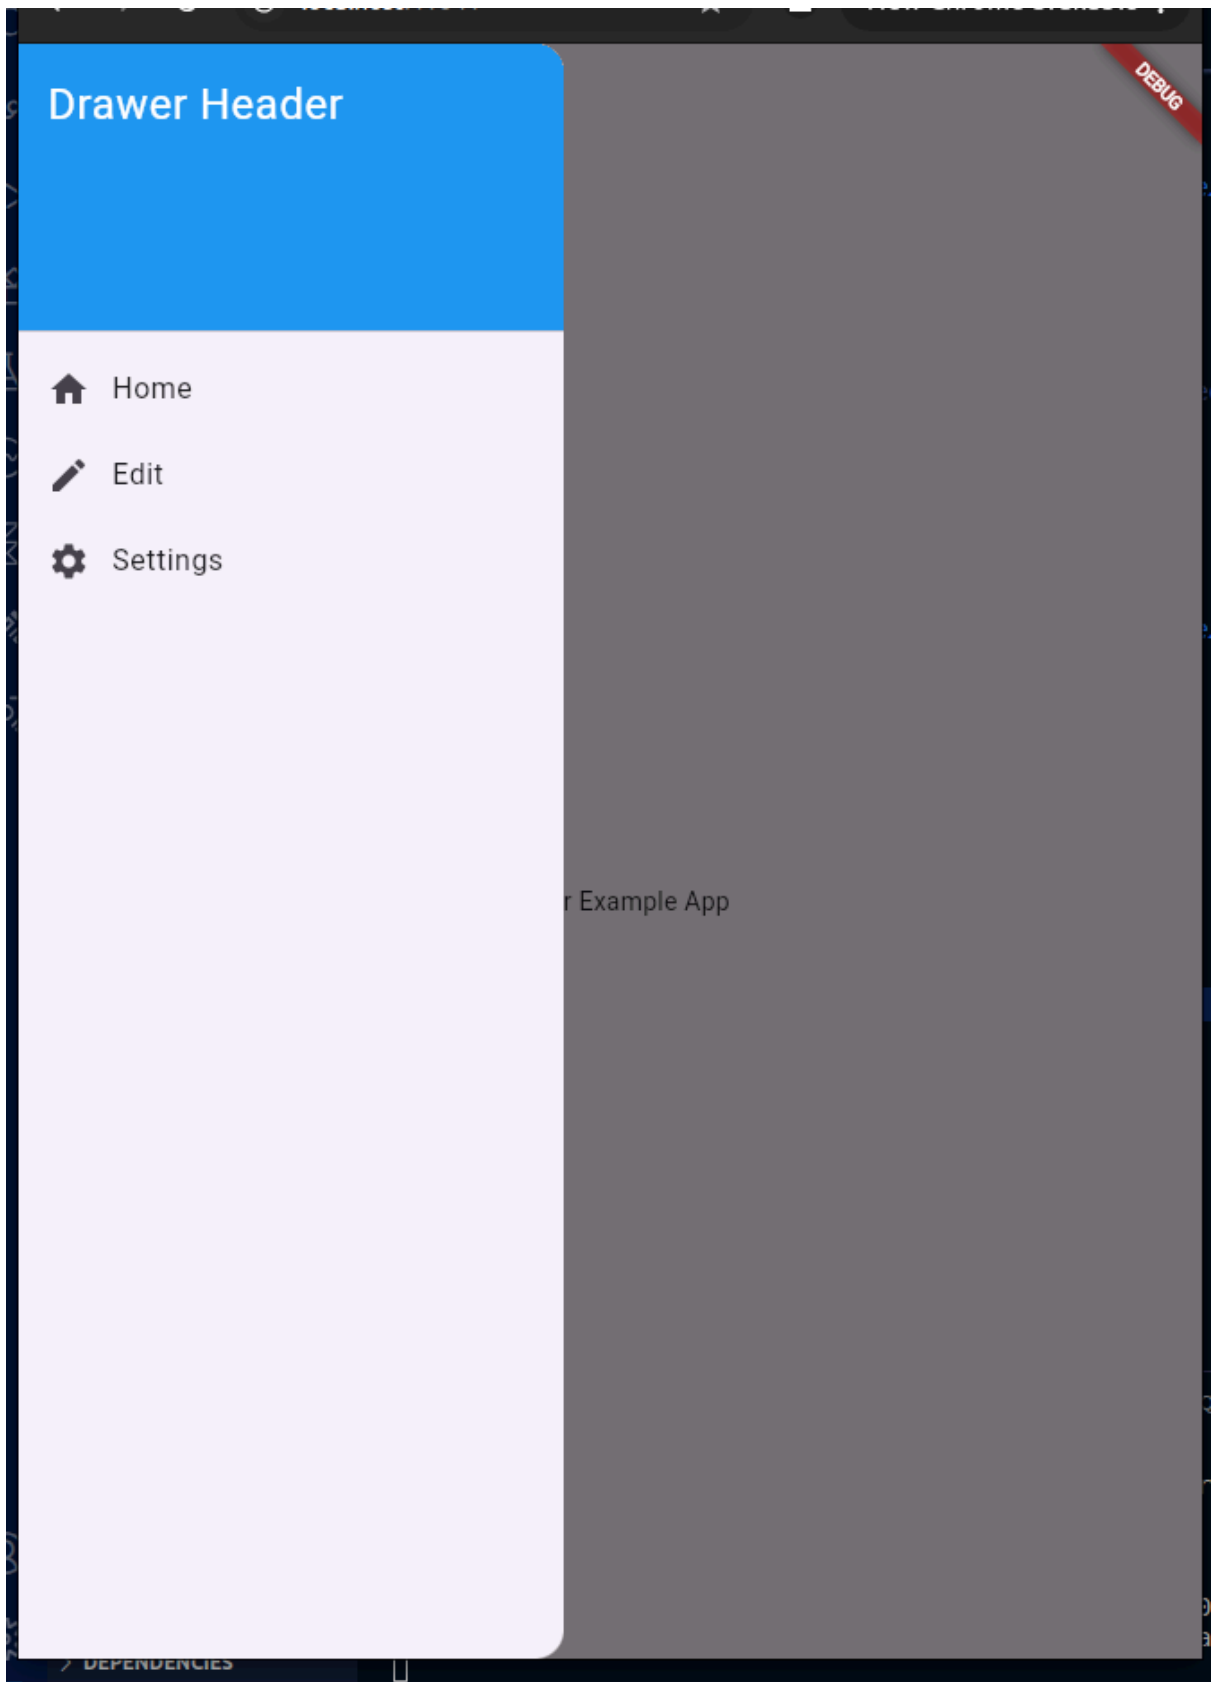 DEBUG
Drawer Header
Home
Edit
Settings
r Example App
DEPENDENCIES